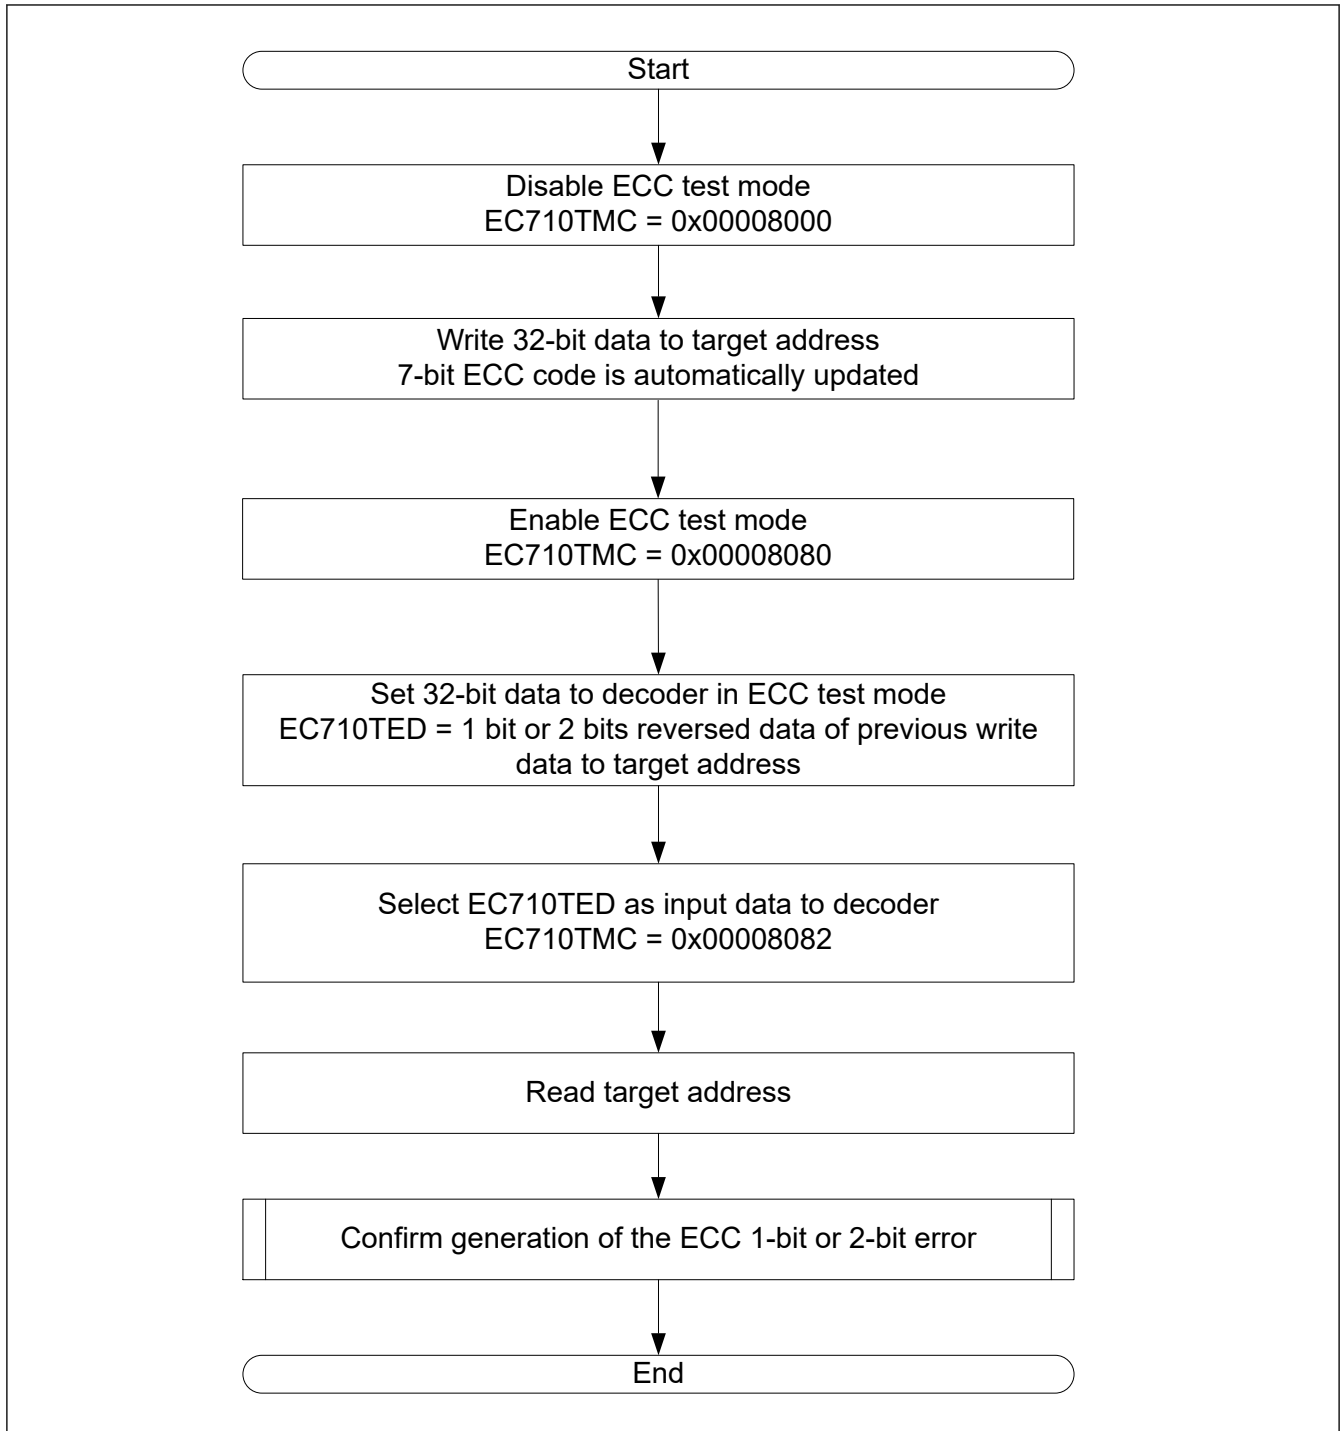 Start
Disable ECC test mode
EC710TMC = 0x00008000
Write 32-bit data to target address
7-bit ECC code is automatically updated
Enable ECC test mode
EC710TMC = 0x00008080
Set 32-bit data to decoder in ECC test mode
EC710TED = 1 bit or 2 bits reversed data of previous write
data to target address
Select EC710TED as input data to decoder
EC710TMC = 0x00008082
Read target address
Confirm generation of the ECC 1-bit or 2-bit error
End